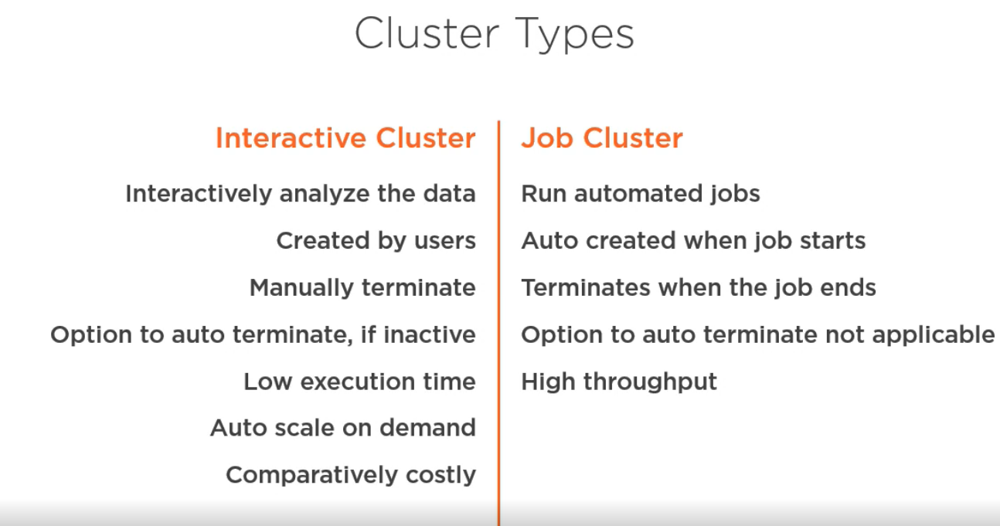 Cluster Types
Interactive Cluster
Interactively analyze the data
Created by users
Manually terminate
Option to auto terminate, if inactive
Low execution time
Auto scale on demand
Comparatively costly
Job Cluster
Run automated jobs
Auto created when job starts
Terminates when the job ends
Option to auto terminate not applicable
High throughput